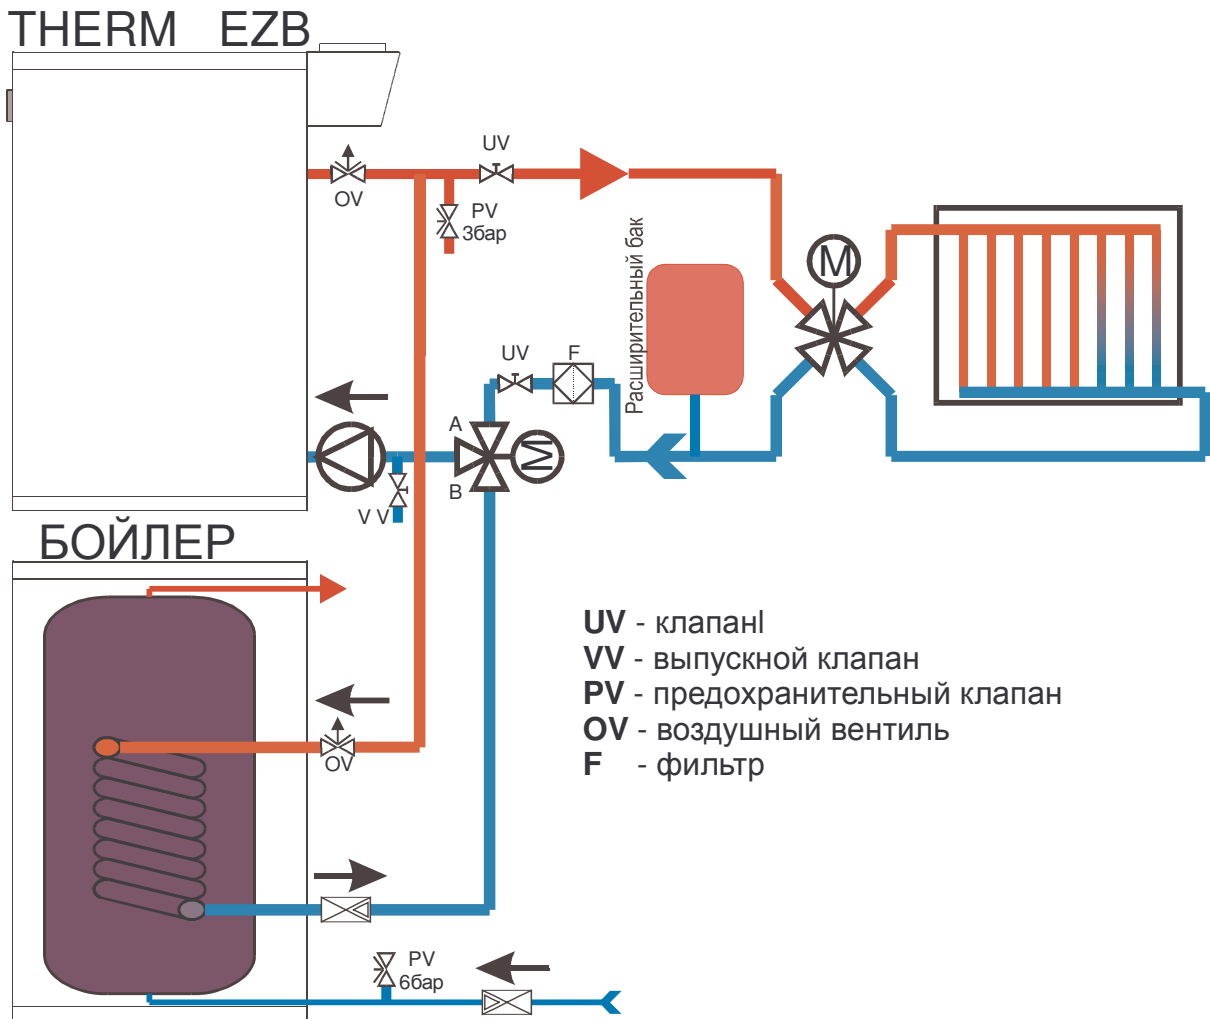 THERM EZB
UV
OV
PV
3бар
Расширительный бак
M
UV
F
A
M
B
V V
БОЙЛЕР
UV - клапанl
VV - выпускной клапан
PV - предохранительный клапан
OV - воздушный вентиль
F - фильтр
OV
PV
6бар